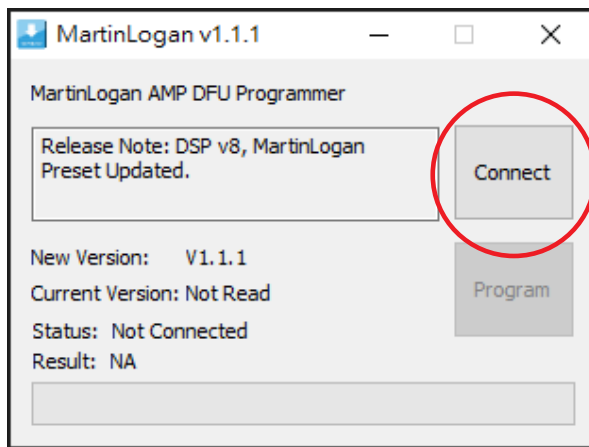 MartinLogan v1.1.1
MartinLogan AMP DFU Programmer
Release Note: DSP v8, MartinLogan
Preset Updated.
Connect
New Version: V1.1.1
Current Version: Not Read
Program
Status: Not Connected
Result: NA